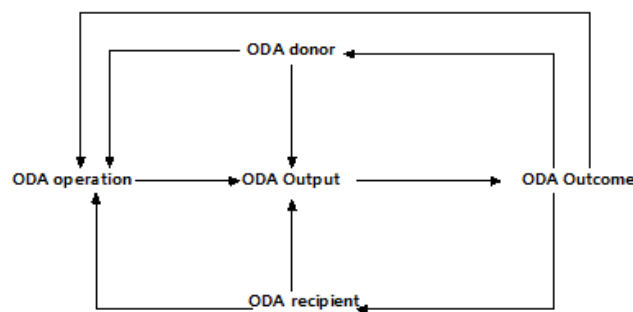 ODA donor
ODA operation
ODA Output
ODA Outcome
ODA recipient